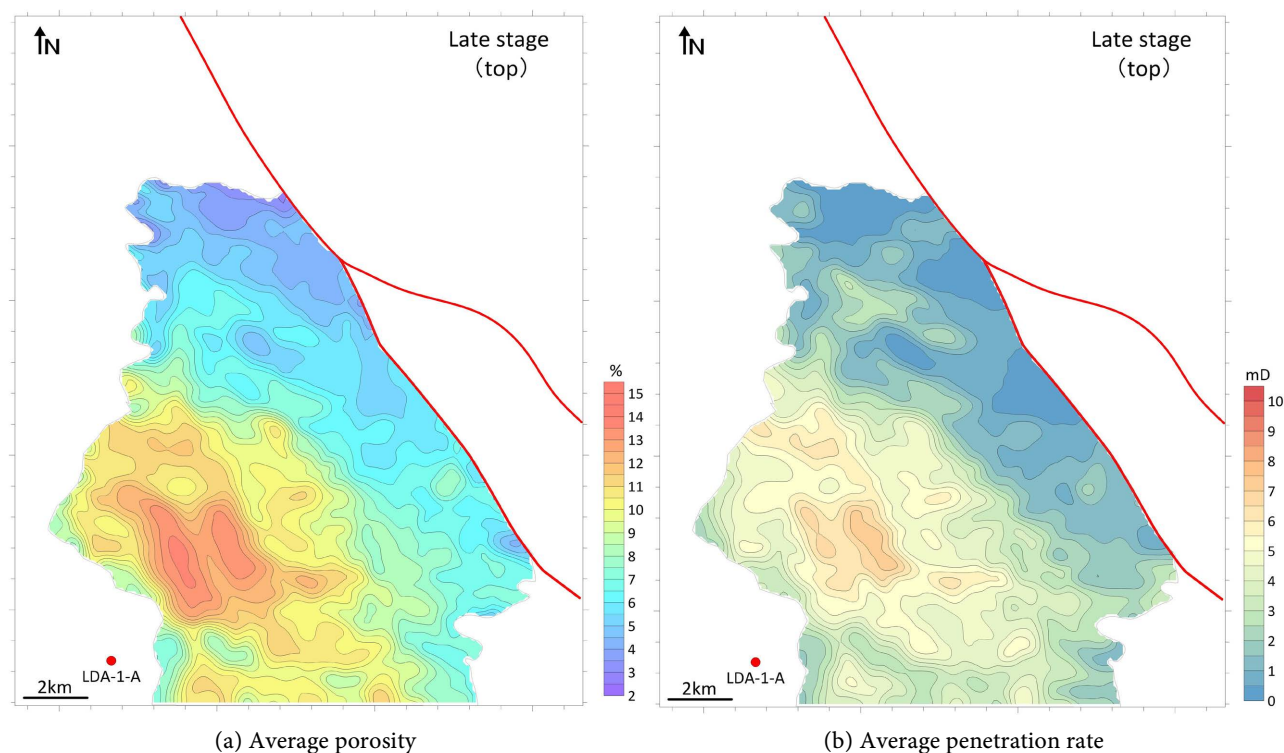 N
Late stage
（top）
%
15
14
13
12
11
10
9
8
7
6
5
4
3
2
LDA-1-A
2km
(a) Average porosity
N
Late stage
（top）
mD
10
9
8
7
6
5
4
3
2
1
0
LDA-1-A
2km
(b) Average penetration rate